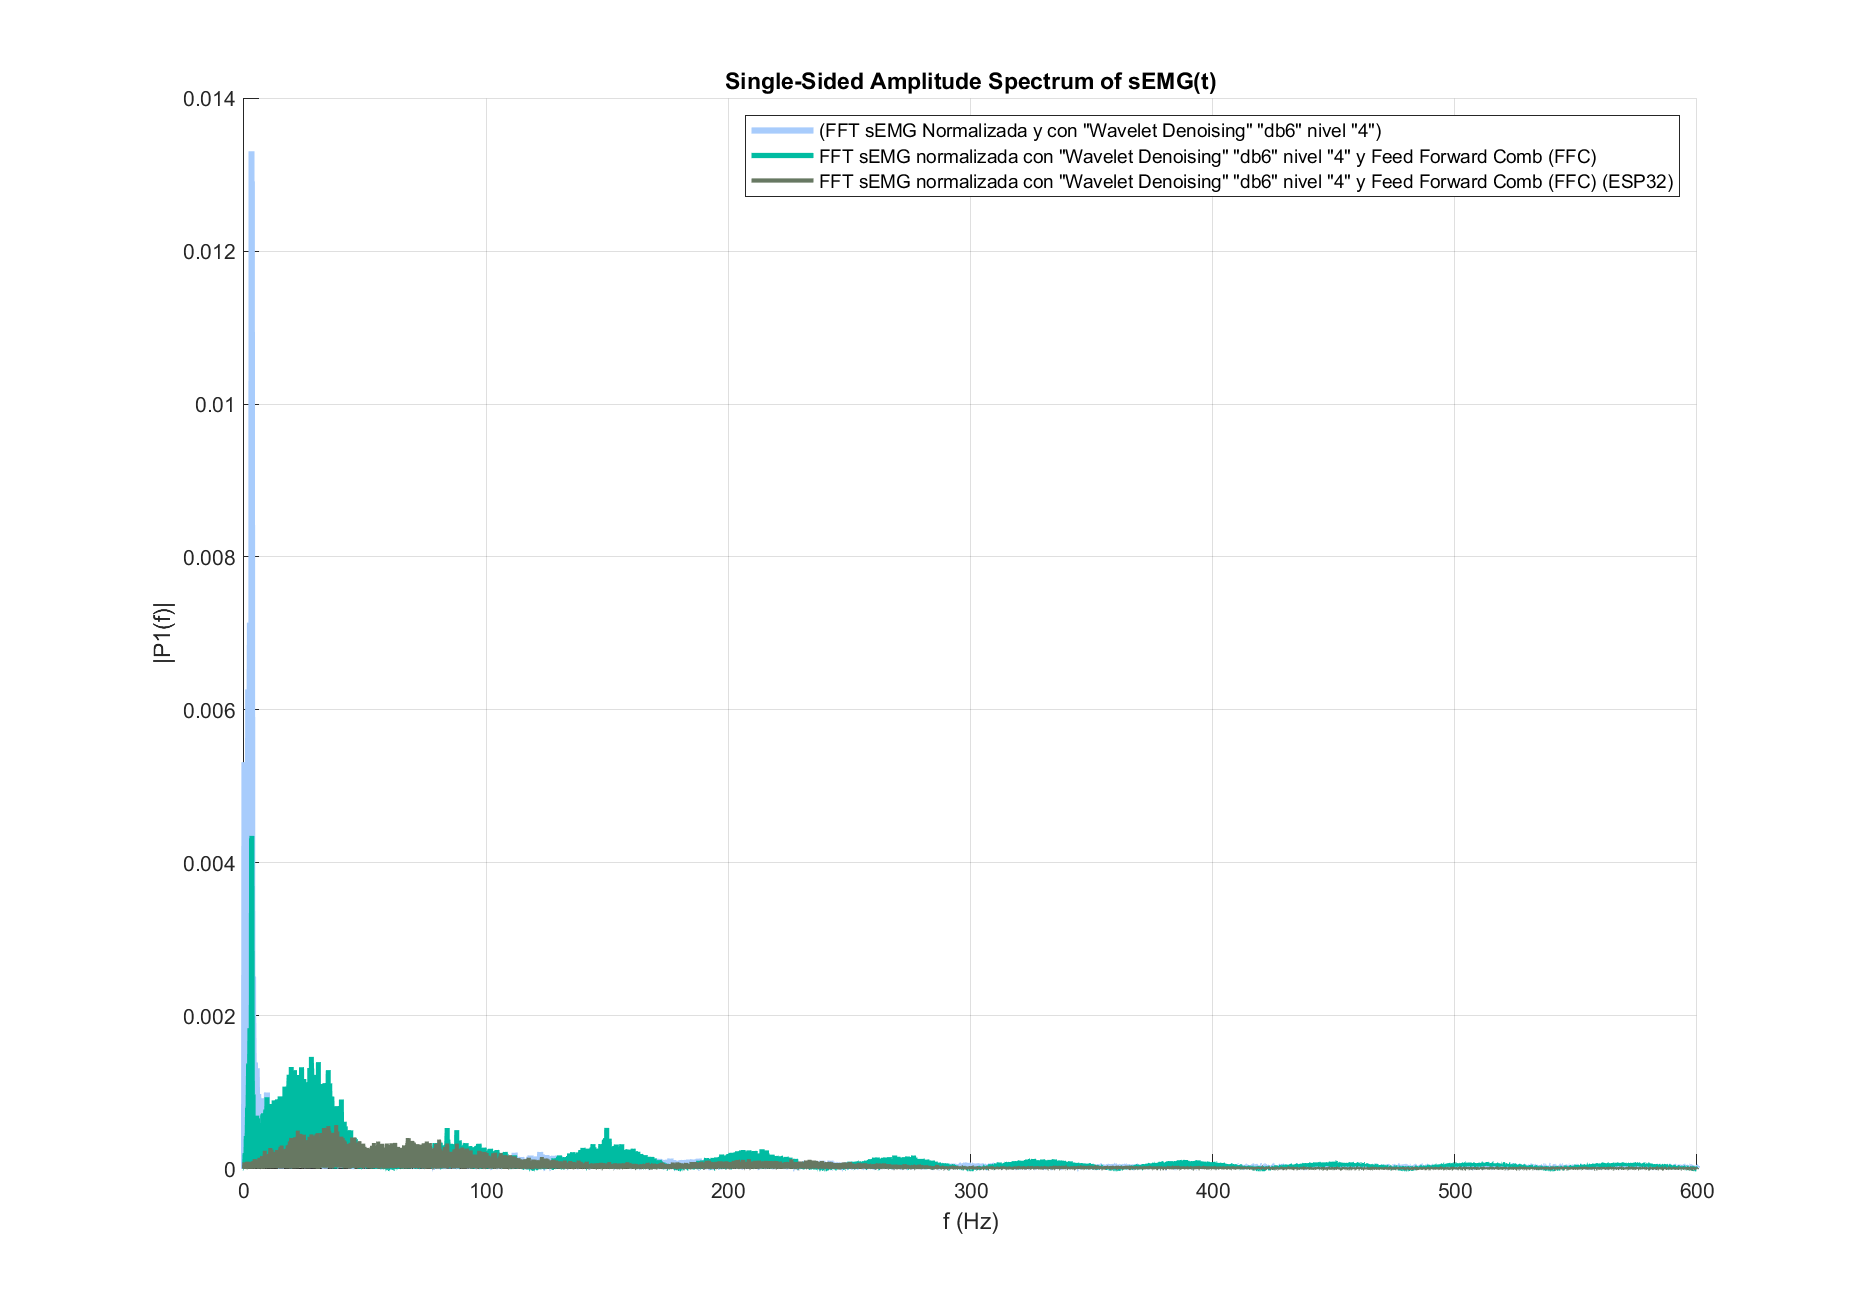 Single-Sided Amplitude Spectrum of sEMG(t)
(FFT sEMG Normalizada y con "Wavelet Denoising" "db6" nivel "4")
FFT sEMG normalizada con "Wavelet Denoising" "db6" nivel "4" y Feed Forward Comb (FFC)
FFT sEMG normalizada con "Wavelet Denoising" "db6" nivel "4" y Feed Forward Comb (FFC) (ESP32)
0.014
0.012
0.01
0.008
0.006
0.004
0.002
0
|P1(f)|
0 100 200 300 400 500 600
f (Hz)